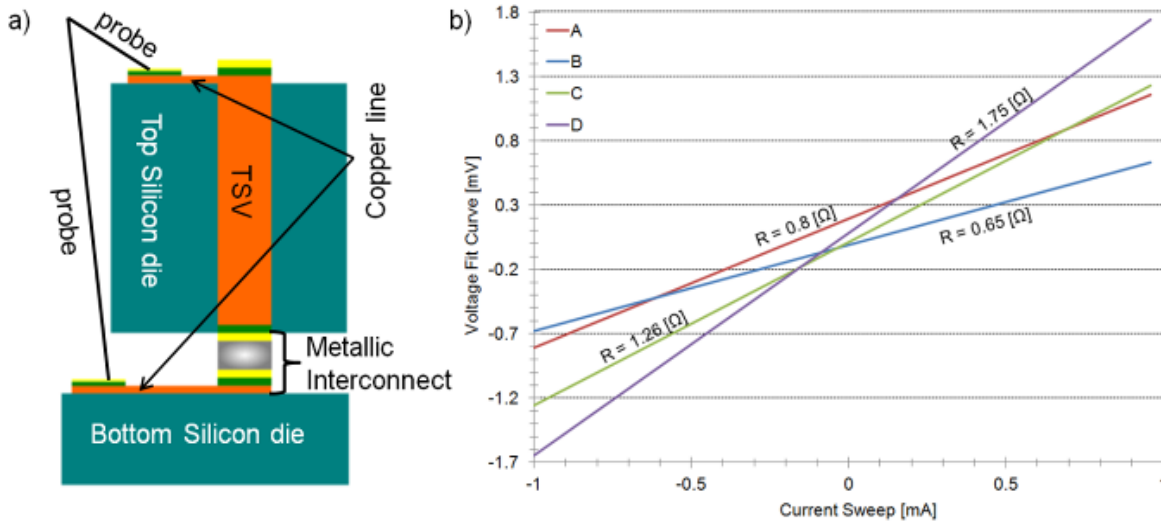 a)
probe
probe
Copper line
Top Silicon die
TSV
Metallic
Interconnect
Bottom Silicon die
b)
1.8
1.3
0.8
0.3
-0.2
-0.7
-1.2
-1.7
Voltage Fit Curve [mV]
A
B
C
D
R = 1.75 [Ω]
R = 0.8 [Ω]
R = 0.65 [Ω]
R = 1.26 [Ω]
-1
-0.5
0
0.5
1
Current Sweep [mA]